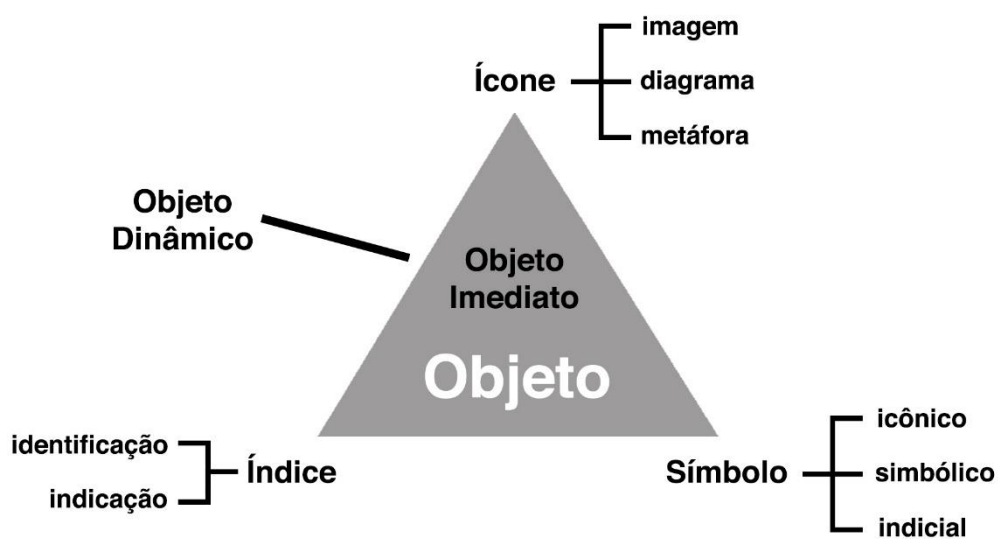 imagem
Ícone
diagrama
metáfora
Objeto
Dinâmico
Objeto
Imediato
Objeto
identificação
Índice
indicação
Símbolo
icônico
simbólico
indicial